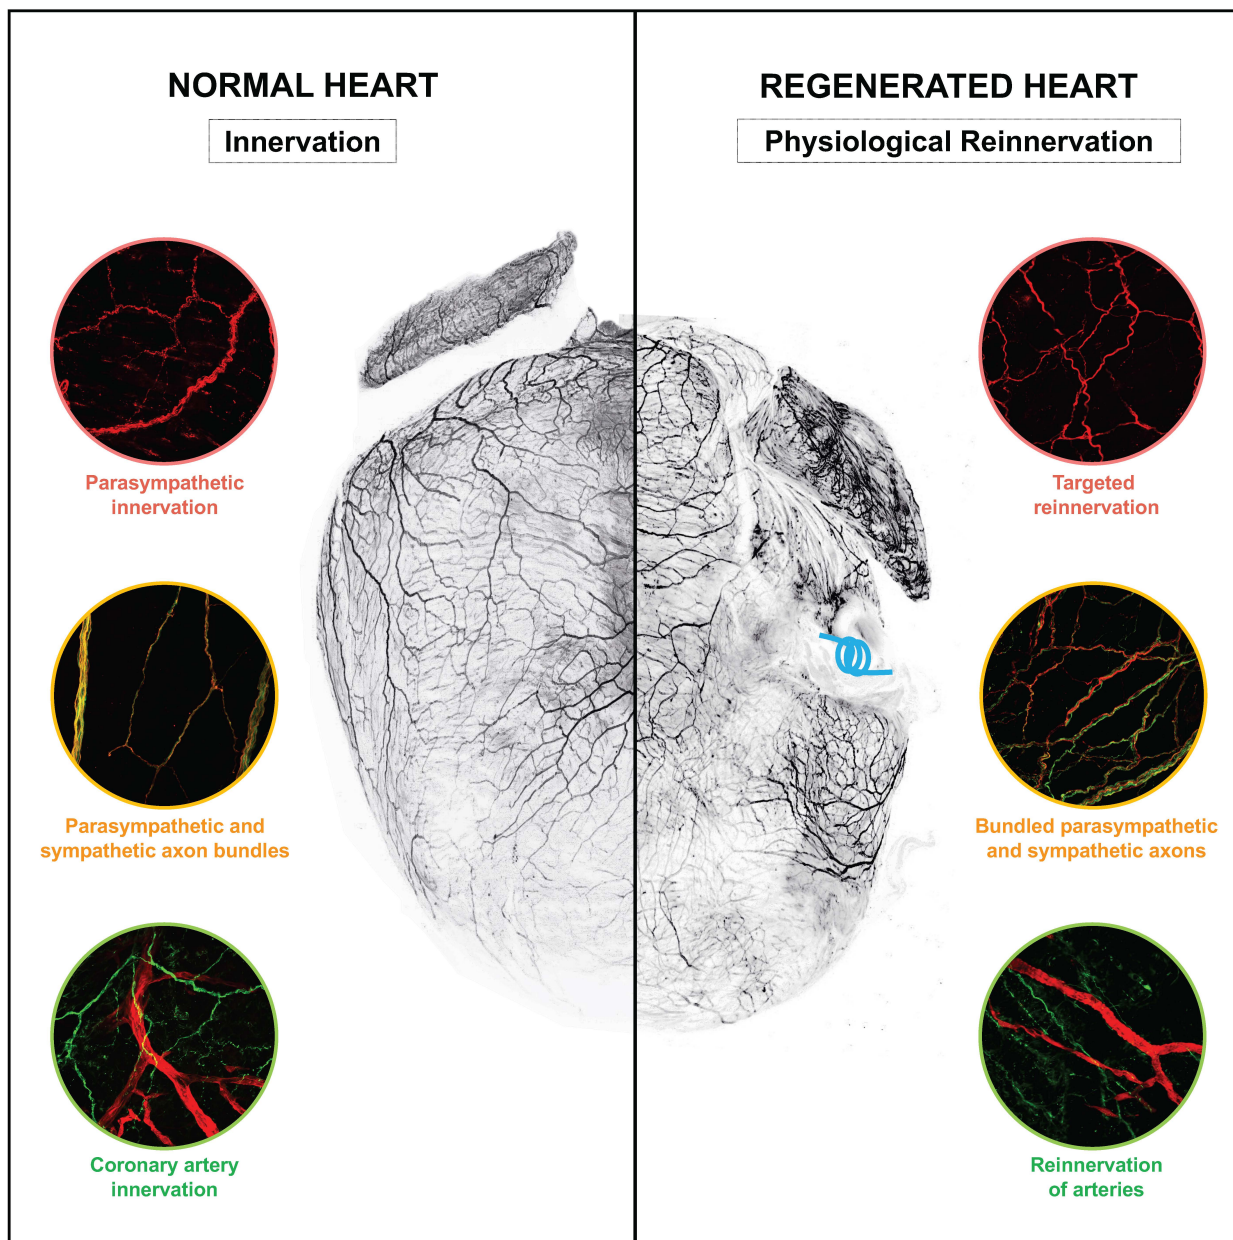 NORMAL HEART
Innervation
Parasympathetic
innervation
Parasympathetic and
sympathetic axon bundles
Coronary artery
innervation
REGENERATED HEART
Physiological Reinnervation
Targeted
reinnervation
Bundled parasympathetic
and sympathetic axons
Reinnervation
of arteries